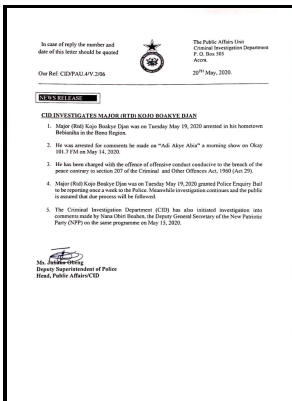 In case of reply the number and
date of this letter should be quoted
Our Ref: CID/PAU.4/V.2/06
The Public Affairs Unit
Criminal Investigation Department
P. O. Box 505
Accra.
20TH May, 2020.
NEWS RELEASE
CID INVESTIGATES MAJOR (RTD) KOJO BOAKYE DJAN
1. Major (Rtd) Kojo Boakye Djan was on Tuesday May 19, 2020 arrested in his hometown
in the Bono Region.
2. He was arrested for comments he made on "Adi Akye Abia" a morning show on Okay
101.7 FM on May 14, 2020.
3. He has been charged with the offence of offensive conduct conducive to the breach of the
peace contrary to section 207 of the Criminal and Other Offences Act, 1960 (Act 29).
4. Major (Rtd) Kojo Boakye Djan was on Tuesday May 19, 2020 granted Police Enquiry Bail
to be reporting once a week to the Police. Meanwhile investigation continues and the public
is assured that due process will be followed.
5. The Criminal Investigation Department (CID) has also initiated investigation into
comments made by Nana Obiri Boahen, the Deputy General Secretary of the New Patriotic
Party (NPP) on the same programme on May 15, 2020.
Ms. Juliana Obeng
Deputy Superintendent of Police
Head, Public Affairs/CID